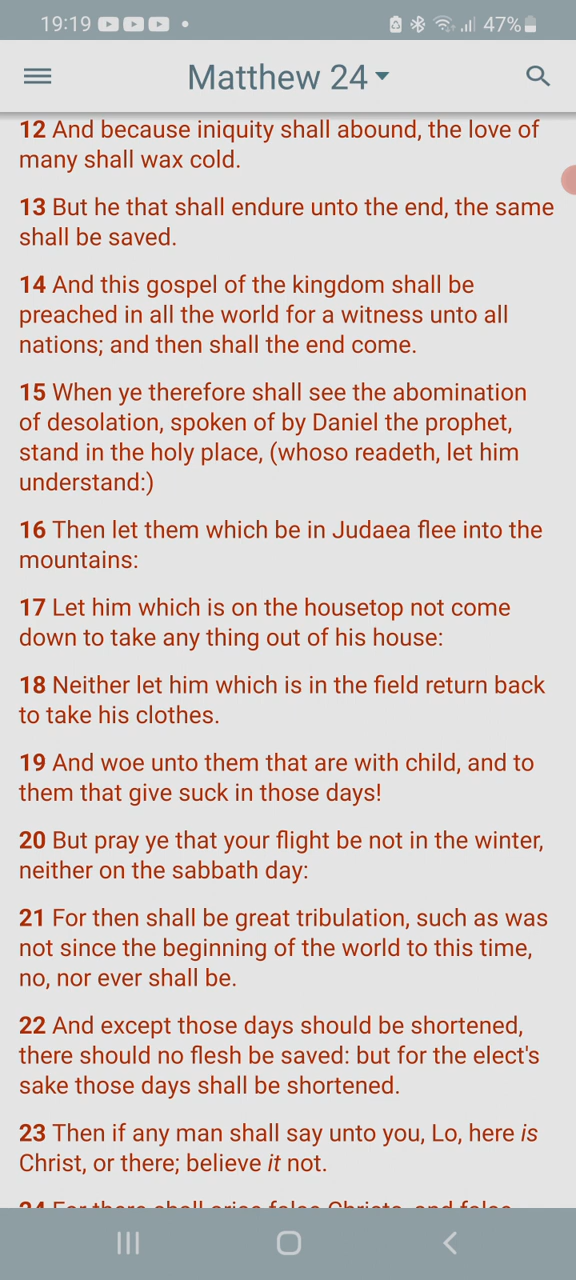 19:19
47%
Matthew 24
12 And because iniquity shall abound, the love of
many shall wax cold.
13 But he that shall endure unto the end, the same
shall be saved.
14 And this gospel of the kingdom shall be
preached in all the world for a witness unto all
nations; and then shall the end come.
15 When ye therefore shall see the abomination
of desolation, spoken of by Daniel the prophet,
stand in the holy place, (whoso readeth, let him
understand:)
16 Then let them which be in Judaea flee into the
mountains:
17 Let him which is on the housetop not come
down to take any thing out of his house:
18 Neither let him which is in the field return back
to take his clothes.
19 And woe unto them that are with child, and to
them that give suck in those days!
20 But pray ye that your flight be not in the winter,
neither on the sabbath day:
21 For then shall be great tribulation, such as was
not since the beginning of the world to this time,
no, nor ever shall be.
22 And except those days should be shortened,
there should no flesh be saved: but for the elect's
sake those days shall be shortened.
23 Then if any man shall say unto you, Lo, here is
Christ, or there; believe it not.
24 For there shall arise false Christs, and false